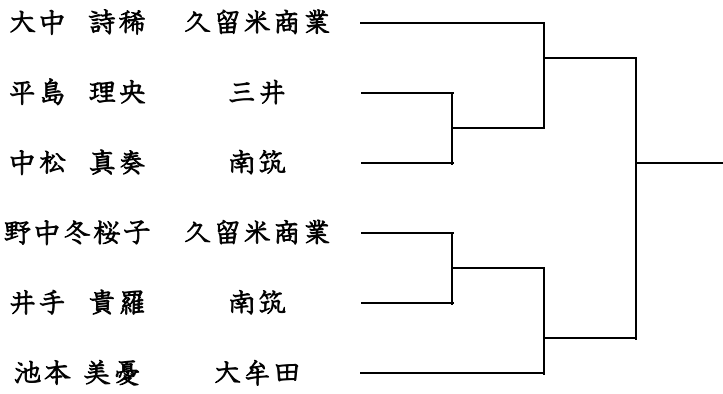 大中 詩稀 久留米商業
平島 理央 三井
中松 真奏 南筑
野中冬桜子 久留米商業
井手 貴羅 南筑
池本 美憂 大牟田